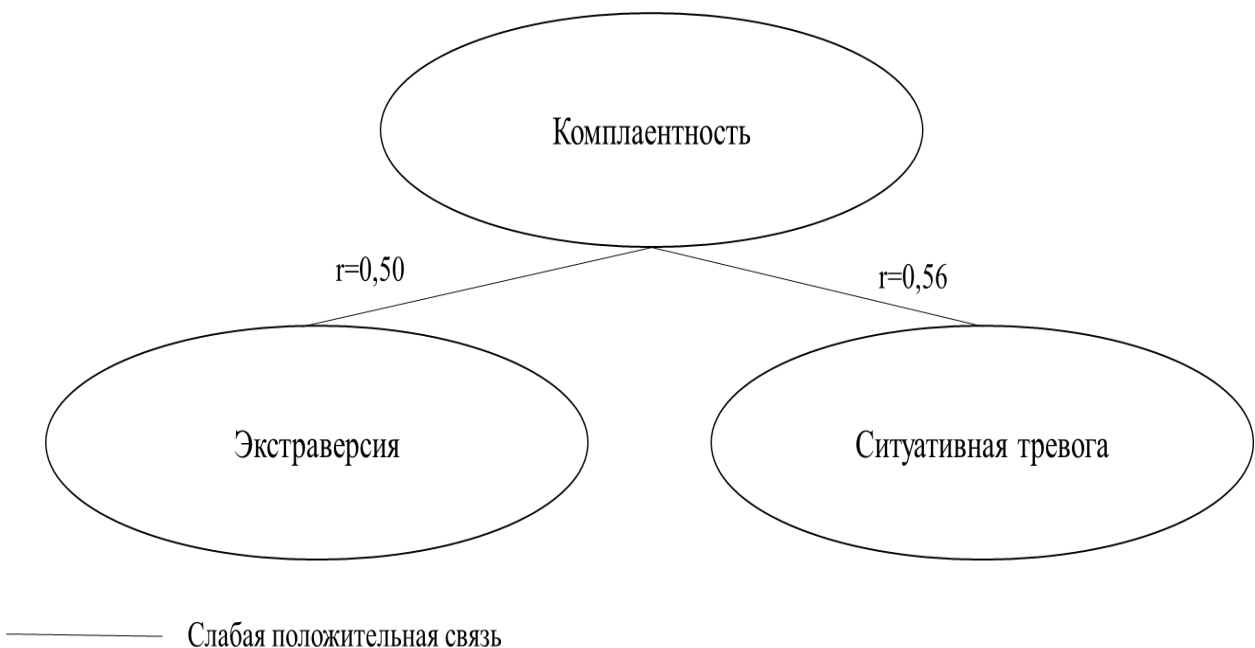 Комплаентность
r=0,50
r=0,56
Экстраверсия
Ситуативная тревога
Слабая положительная связь